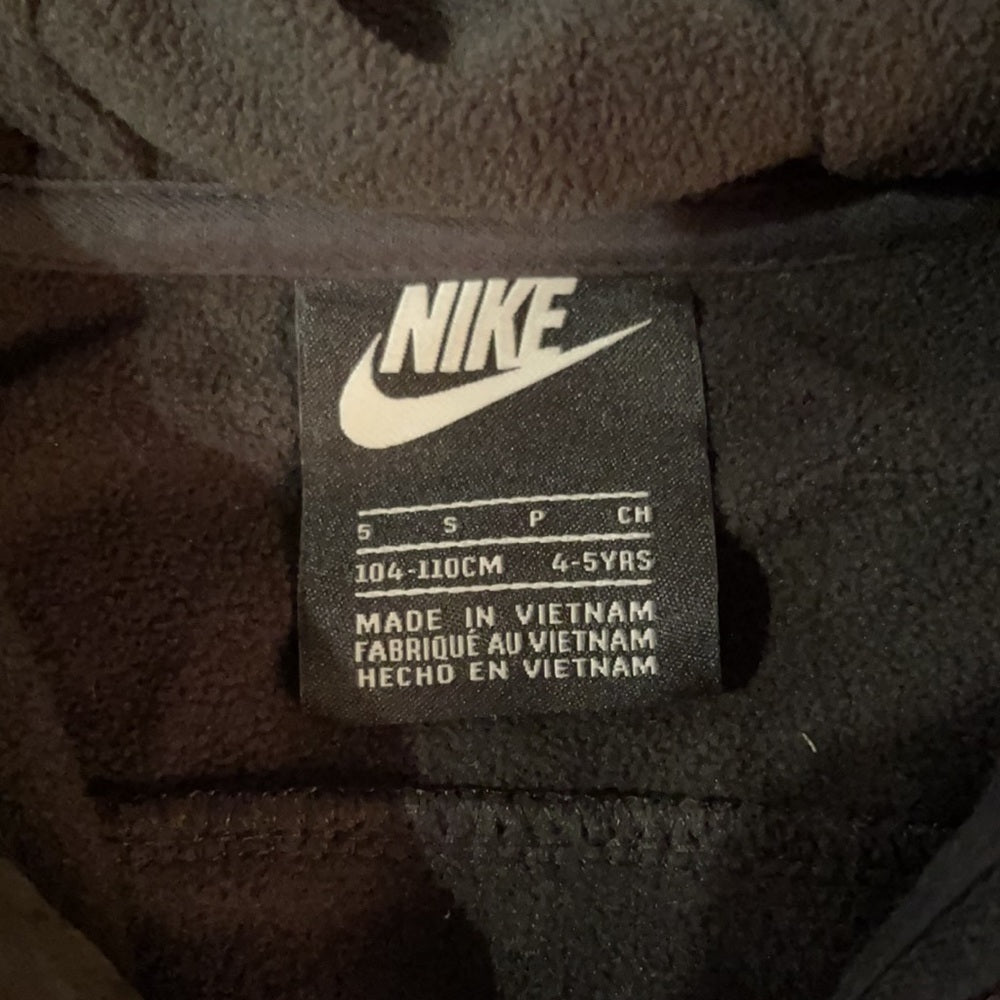 NIKE
5 S P CH
104-110CM 4-5YRS
MADE IN VIETNAM
FABRIQUÉ AU VIETNAM
HECHO EN VIETNAM